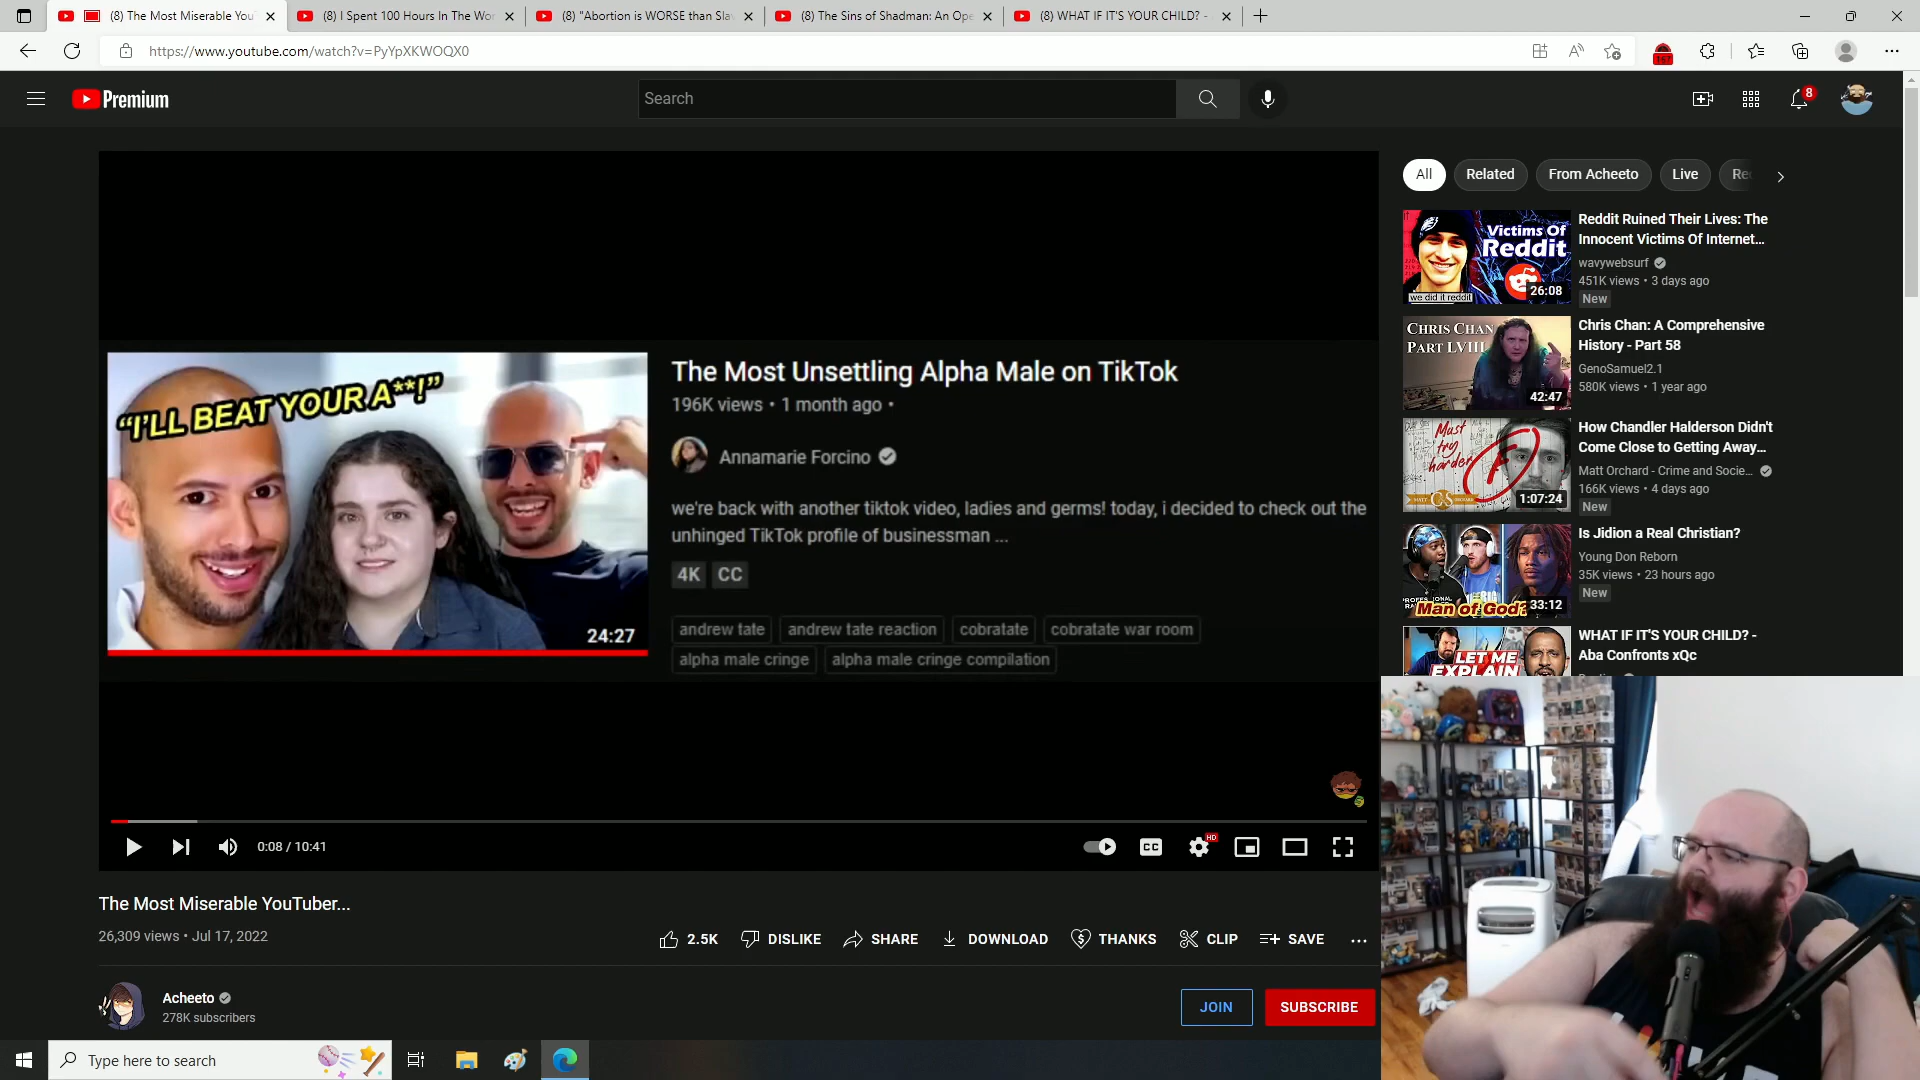 (8) The Most Miserable You
(8) I Spent 100 Hours In The Wor
(8) "Abortion is WORSE than Sla
(8) The Sins of Shadman: An Ope
(8) WHAT IF IT'S YOUR CHILD? -
https://www.youtube.com/watch?v=PyYpXKWOQX0
167
Premium
Search
8
All
Related
From Acheeto
Live
Rec
"I'LL BEAT YOUR A**!"
24:27
The Most Unsettling Alpha Male on TikTok
196K views • 1 month ago •
Annamarie Forcino
we're back with another tiktok video, ladies and germs! today, i decided to check out the
unhinged TikTok profile of businessman ...
4K CC
andrew tate andrew tate reaction cobratate cobratate war room
alpha male cringe alpha male cringe compilation
0:08 / 10:41
CC
HD
The Most Miserable YouTuber...
26,309 views • Jul 17, 2022
2.5K
DISLIKE
SHARE
DOWNLOAD
THANKS
CLIP
SAVE
Acheeto
278K subscribers
JOIN
SUBSCRIBE
Victims Of
Reddit
we did it reddit
26:08
Reddit Ruined Their Lives: The
Innocent Victims Of Internet...
wavywebsurf
451K views • 3 days ago
New
CHRIS CHAN
PART LVIII
42:47
Chris Chan: A Comprehensive
History - Part 58
GenoSamuel2.1
580K views • 1 year ago
Must
try
harder
F
1:07:24
How Chandler Halderson Didn't
Come Close to Getting Away...
Matt Orchard - Crime and Socie...
166K views • 4 days ago
New
Man of God?
33:12
Is Jidion a Real Christian?
Young Don Reborn
35K views • 23 hours ago
New
LET ME
EXPLAIN
WHAT IF IT'S YOUR CHILD? -
Aba Confronts xQc
Type here to search